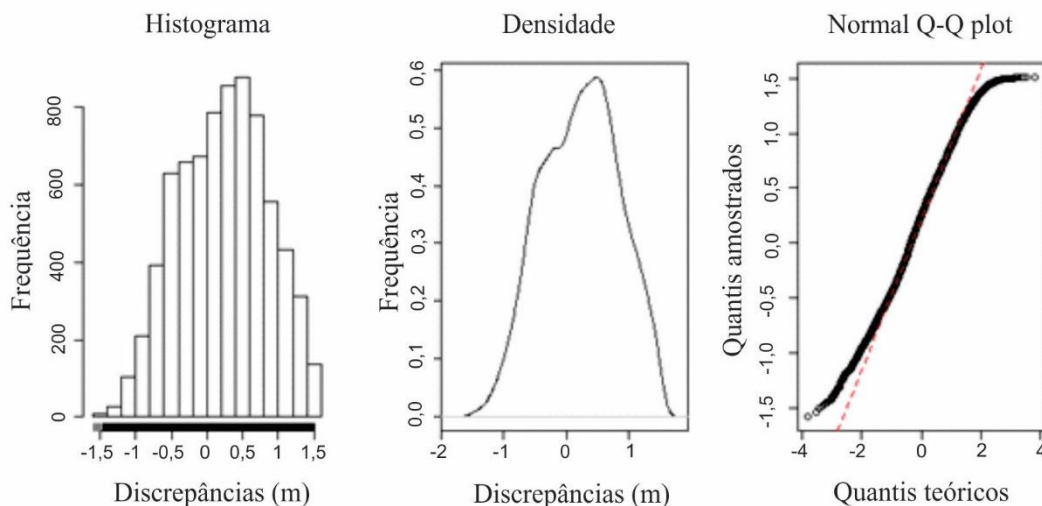 Histograma
Frequência
800
600
400
200
0
-1,5 -1 -0,5 0 0,5 1 1,5
Discrepâncias (m)
Densidade
Frequência
0,6
0,5
0,4
0,3
0,2
0,1
0,0
-1 0 1
Discrepâncias (m)
Normal Q-Q plot
Quantis amostrados
1,5
1,0
0,5
0,0
-0,5
-1,0
-1,5
-4 -2 0 2 4
Quantis teóricos